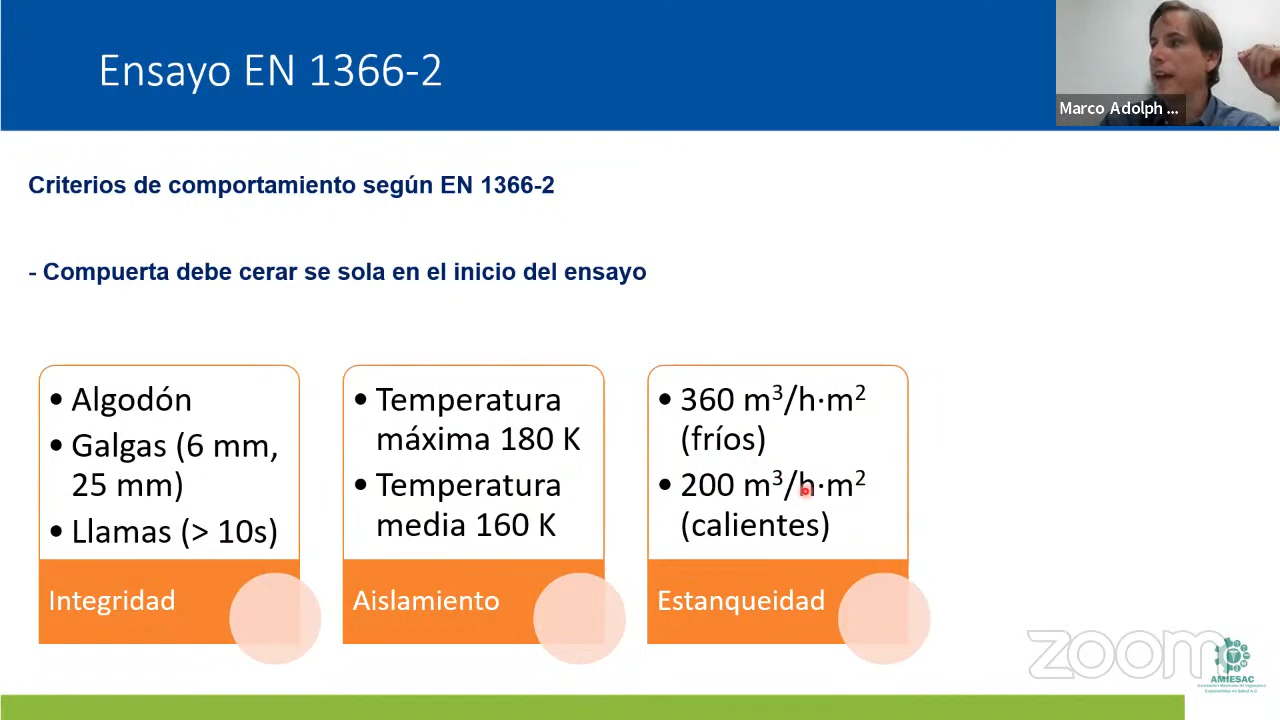 Ensayo EN 1366-2
Marco Adolph ...
Criterios de comportamiento según EN 1366-2
- Compuerta debe cerar se sola en el inicio del ensayo
• Algodón
• Galgas (6 mm,
25 mm)
• Llamas (> 10s)
Integridad
• Temperatura
máxima 180 K
• Temperatura
media 160 K
Aislamiento
• 360 m³/h·m²
(fríos)
• 200 m³/h·m²
(calientes)
Estanqueidad
zoom
AMIESAC